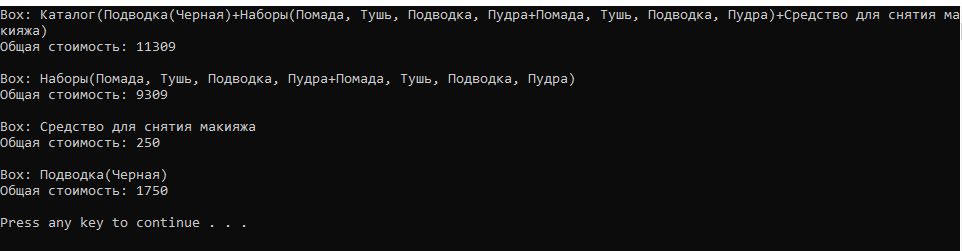 Box: Каталог(Подводка(Черная)+Наборы(Помада, Тушь, Подводка, Пудра+Помада, Тушь, Подводка, Пудра)+Средство для снятия ма
кияжа)
Общая стоимость: 11309
Box: Наборы(Помада, Тушь, Подводка, Пудра+Помада, Тушь, Подводка, Пудра)
Общая стоимость: 9309
Box: Средство для снятия макияжа
Общая стоимость: 250
Box: Подводка(Черная)
Общая стоимость: 1750
Press any key to continue . . .